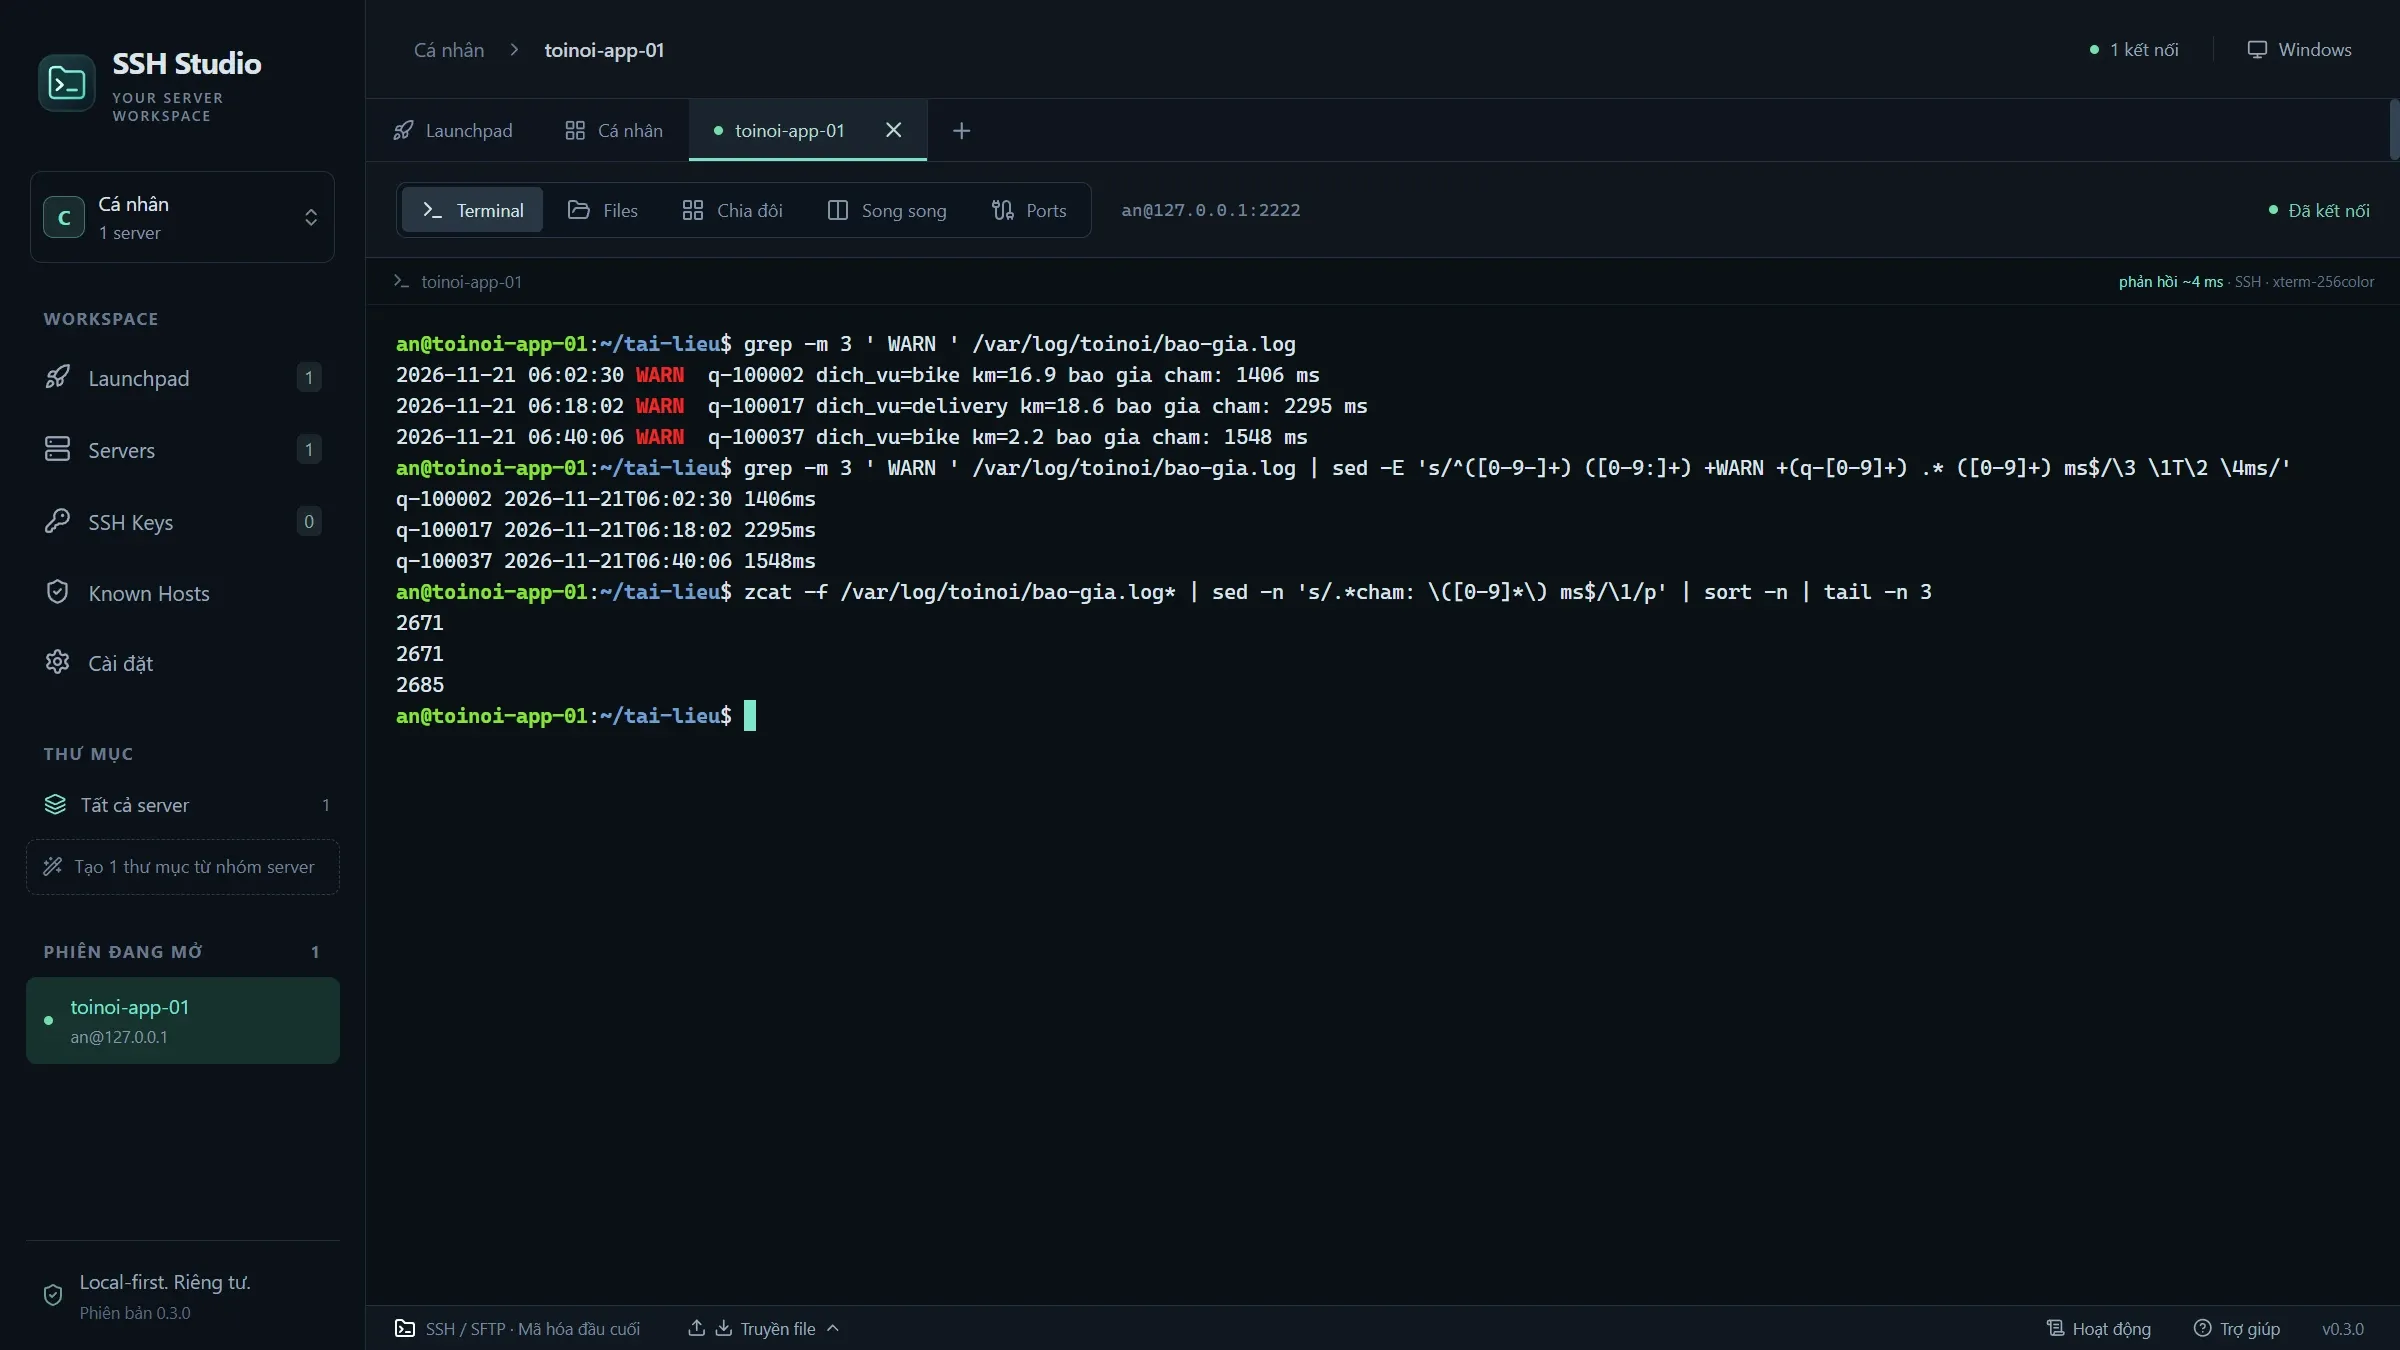 SSH Studio
YOUR SERVER
WORKSPACE
C
Cá nhân
1 server
WORKSPACE
Launchpad 1
Servers 1
SSH Keys 0
Known Hosts
Cài đặt
THƯ MỤC
Tất cả server 1
Tạo 1 thư mục từ nhóm server
PHIÊN ĐANG MỞ 1
toinoi-app-01
an@127.0.0.1
Local-first. Riêng tư.
Phiên bản 0.3.0
Cá nhân > toinoi-app-01
1 kết nối
Windows
Launchpad
Cá nhân
toinoi-app-01
Terminal
Files
Chia đôi
Song song
Ports
an@127.0.0.1:2222
Đã kết nối
toinoi-app-01
phản hồi ~4 ms · SSH · xterm-256color
an@toinoi-app-01:~/tai-lieu$ grep -m 3 ' WARN ' /var/log/toinoi/bao-gia.log
2026-11-21 06:02:30 WARN  q-100002 dich_vu=bike km=16.9 bao gia cham: 1406 ms
2026-11-21 06:18:02 WARN  q-100017 dich_vu=delivery km=18.6 bao gia cham: 2295 ms
2026-11-21 06:40:06 WARN  q-100037 dich_vu=bike km=2.2 bao gia cham: 1548 ms
an@toinoi-app-01:~/tai-lieu$ grep -m 3 ' WARN ' /var/log/toinoi/bao-gia.log | sed -E 's/^([0-9-]+) ([0-9:]+) +WARN +(q-[0-9]+) .* ([0-9]+) ms$/\3 \1T\2 \4ms/'
q-100002 2026-11-21T06:02:30 1406ms
q-100017 2026-11-21T06:18:02 2295ms
q-100037 2026-11-21T06:40:06 1548ms
an@toinoi-app-01:~/tai-lieu$ zcat -f /var/log/toinoi/bao-gia.log* | sed -n 's/.*cham: \([0-9]*\) ms$/\1/p' | sort -n | tail -n 3
2671
2671
2685
an@toinoi-app-01:~/tai-lieu$
SSH / SFTP · Mã hóa đầu cuối
Truyền file
Hoạt động
Trợ giúp
v0.3.0